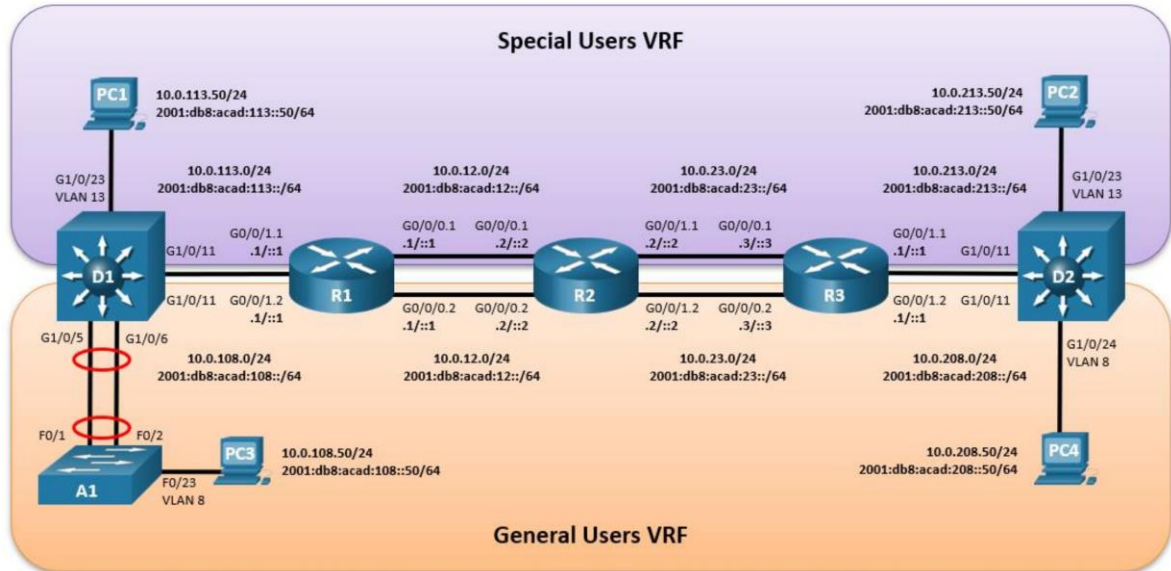 Special Users VRF
PC1
10.0.113.50/24
2001:db8:acad:113::50/64
10.0.213.50/24
2001:db8:acad:213::50/64
PC2
G1/0/23
VLAN 13
10.0.113.0/24
2001:db8:acad:113::/64
10.0.12.0/24
2001:db8:acad:12::/64
10.0.23.0/24
2001:db8:acad:23::/64
10.0.213.0/24
2001:db8:acad:213::/64
G1/0/23
VLAN 13
D1
G1/0/11
G0/0/1.1
.1/::1
R1
G0/0/0.1
.1/::1
G0/0/0.1
.2/::2
R2
G0/0/1.1
.2/::2
G0/0/0.1
.3/::3
R3
G0/0/1.1
.1/::1
G1/0/11
D2
G1/0/11
G0/0/1.2
.1/::1
G0/0/0.2
.1/::1
G0/0/0.2
.2/::2
G0/0/1.2
.2/::2
G0/0/0.2
.3/::3
G0/0/1.2
.1/::1
G1/0/11
G1/0/5
G1/0/6
10.0.108.0/24
2001:db8:acad:108::/64
10.0.12.0/24
2001:db8:acad:12::/64
10.0.23.0/24
2001:db8:acad:23::/64
10.0.208.0/24
2001:db8:acad:208::/64
G1/0/24
VLAN 8
F0/1
F0/2
A1
F0/23
VLAN 8
PC3
10.0.108.50/24
2001:db8:acad:108::50/64
10.0.208.50/24
2001:db8:acad:208::50/64
PC4
General Users VRF